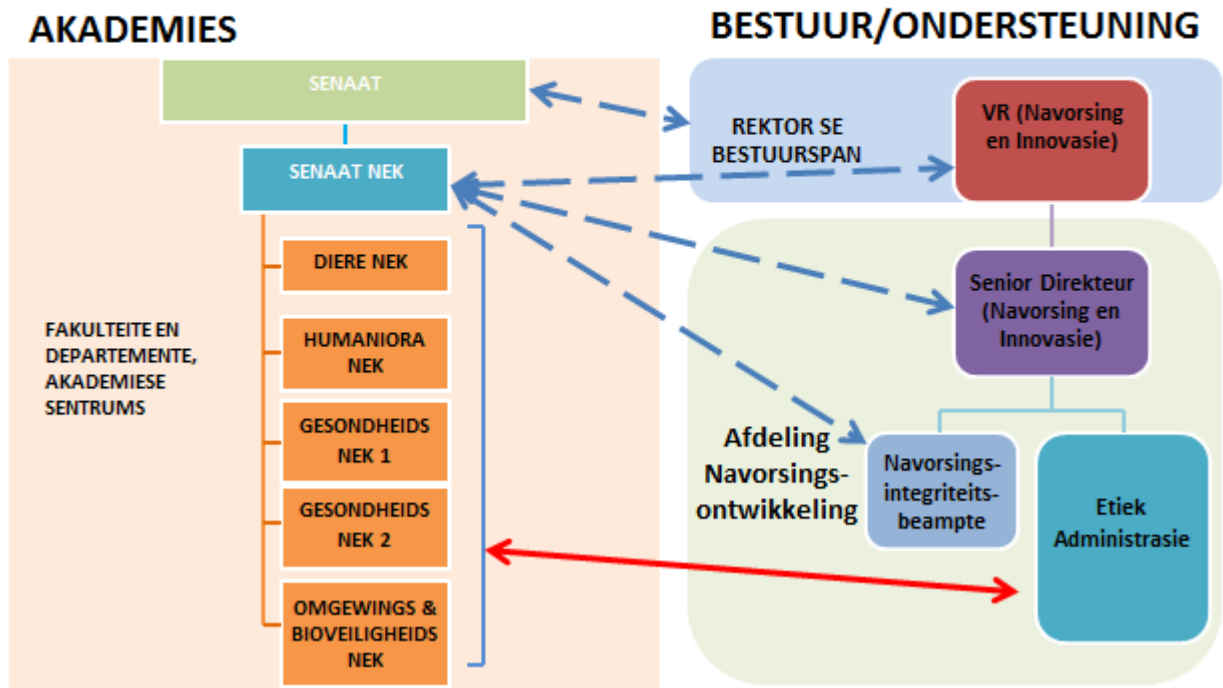 AKADEMIES
SENAAT
SENAAT NEK
DIERE NEK
HUMANIORA
NEK
GESONDHEIDS
NEK 1
GESONDHEIDS
NEK 2
OMGEWINGS &
BIOVEILIGHEIDS
NEK
FAKULTEITE EN
DEPARTEMENTE,
AKADEMIESE
SENTRUMS
BESTUUR/ONDERSTEUNING
REKTOR SE
BESTUURSPAN
VR (Navorsing
en Innovasie)
Senior Direkteur
(Navorsing en
Innovasie)
Afdeling
Navorsings-
ontwikkeling
Navorsings-
integriteits-
beampte
Etiek
Administrasie